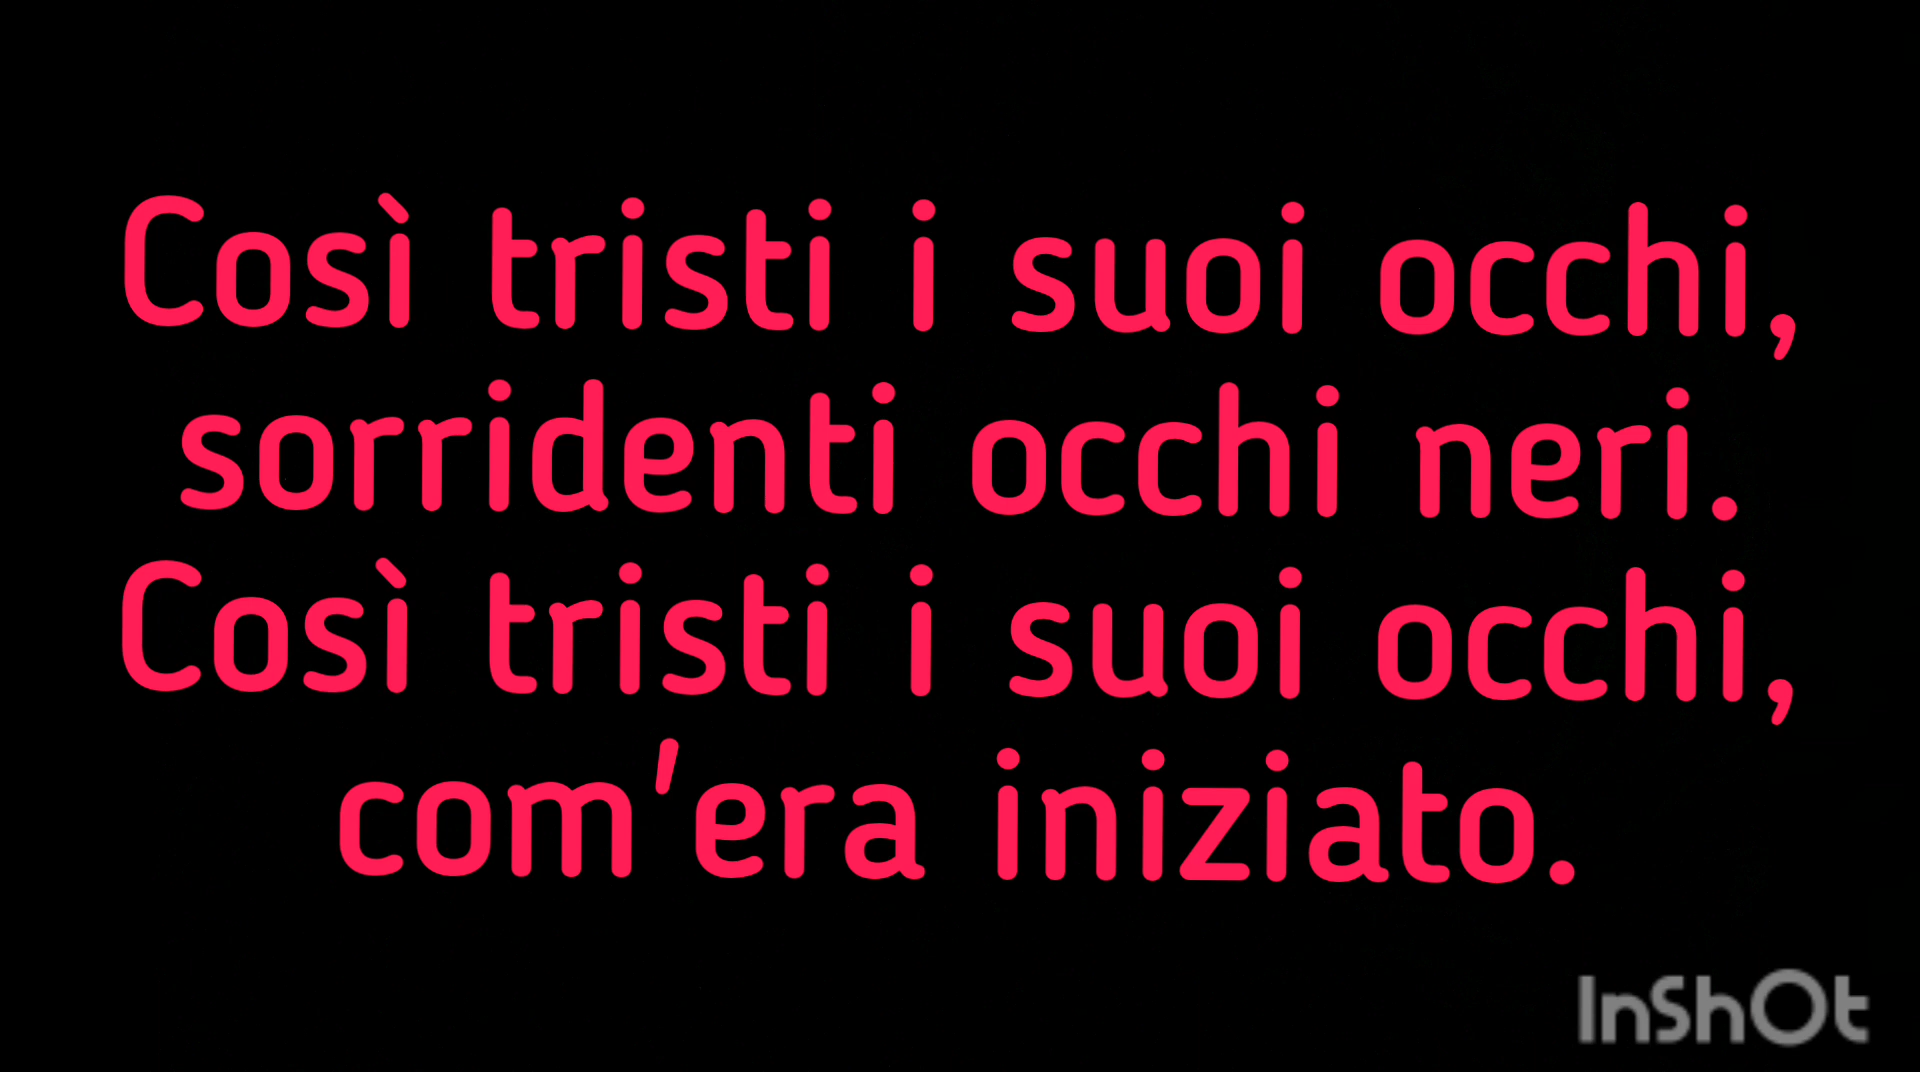 Così tristi i suoi occhi,
sorridenti occhi neri.
Così tristi i suoi occhi,
com'era iniziato.
InShOt